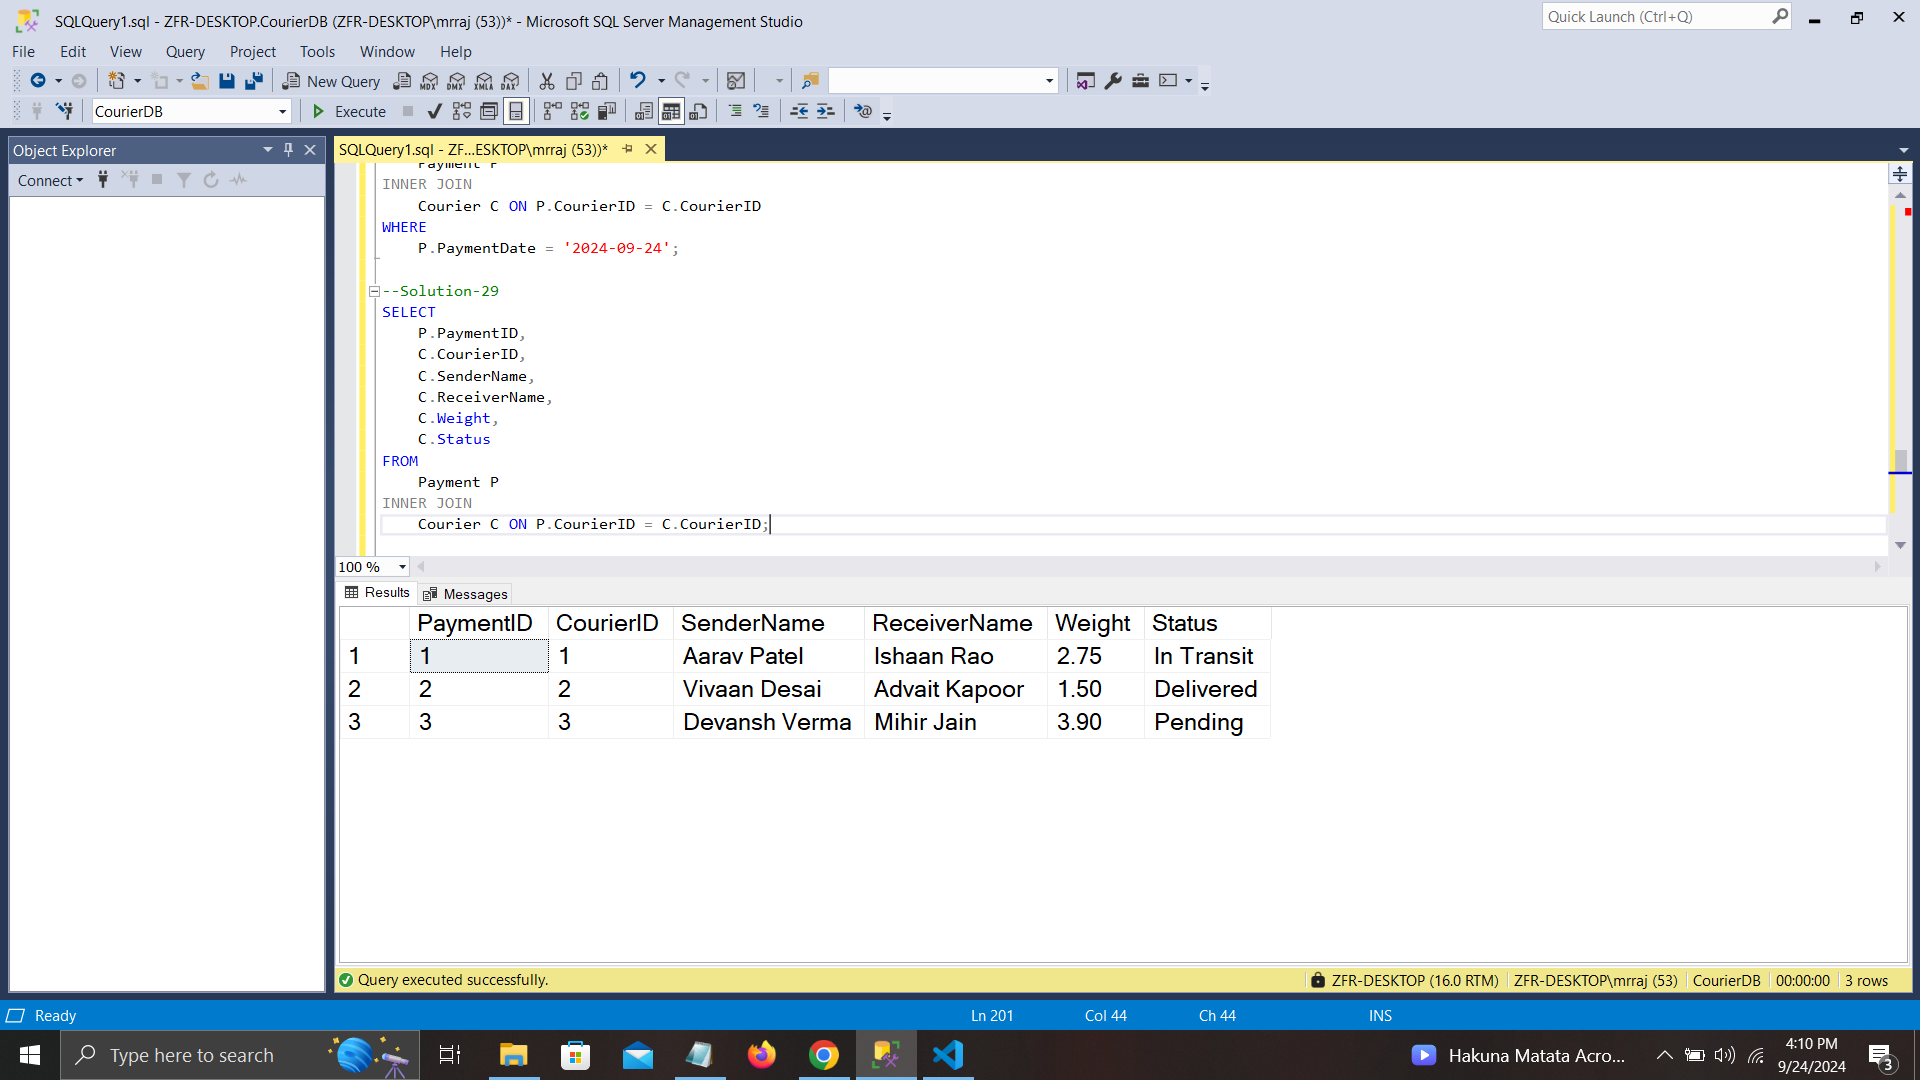 SQLQuery1.sql - ZFR-DESKTOP.CourierDB (ZFR-DESKTOP\mrraj (53))* - Microsoft SQL Server Management Studio
Quick Launch (Ctrl+Q)
File Edit View Query Project Tools Window Help
New Query MDX DMX XMLA DAX
CourierDB Execute
Object Explorer
Connect
SQLQuery1.sql - ZF...ESKTOP\mrraj (53))*
Payment P
INNER JOIN
Courier C ON P.CourierID = C.CourierID
WHERE
P.PaymentDate = '2024-09-24';
--Solution-29
SELECT
P.PaymentID,
C.CourierID,
C.SenderName,
C.ReceiverName,
C.Weight,
C.Status
FROM
Payment P
INNER JOIN
Courier C ON P.CourierID = C.CourierID;
100 %
Results Messages
PaymentID CourierID SenderName ReceiverName Weight Status
1 1 1 Aarav Patel Ishaan Rao 2.75 In Transit
2 2 2 Vivaan Desai Advait Kapoor 1.50 Delivered
3 3 3 Devansh Verma Mihir Jain 3.90 Pending
Query executed successfully. ZFR-DESKTOP (16.0 RTM) ZFR-DESKTOP\mrraj (53) CourierDB 00:00:00 3 rows
Ready Ln 201 Col 44 Ch 44 INS
Type here to search
Hakuna Matata Acro...
4:10 PM
9/24/2024
3